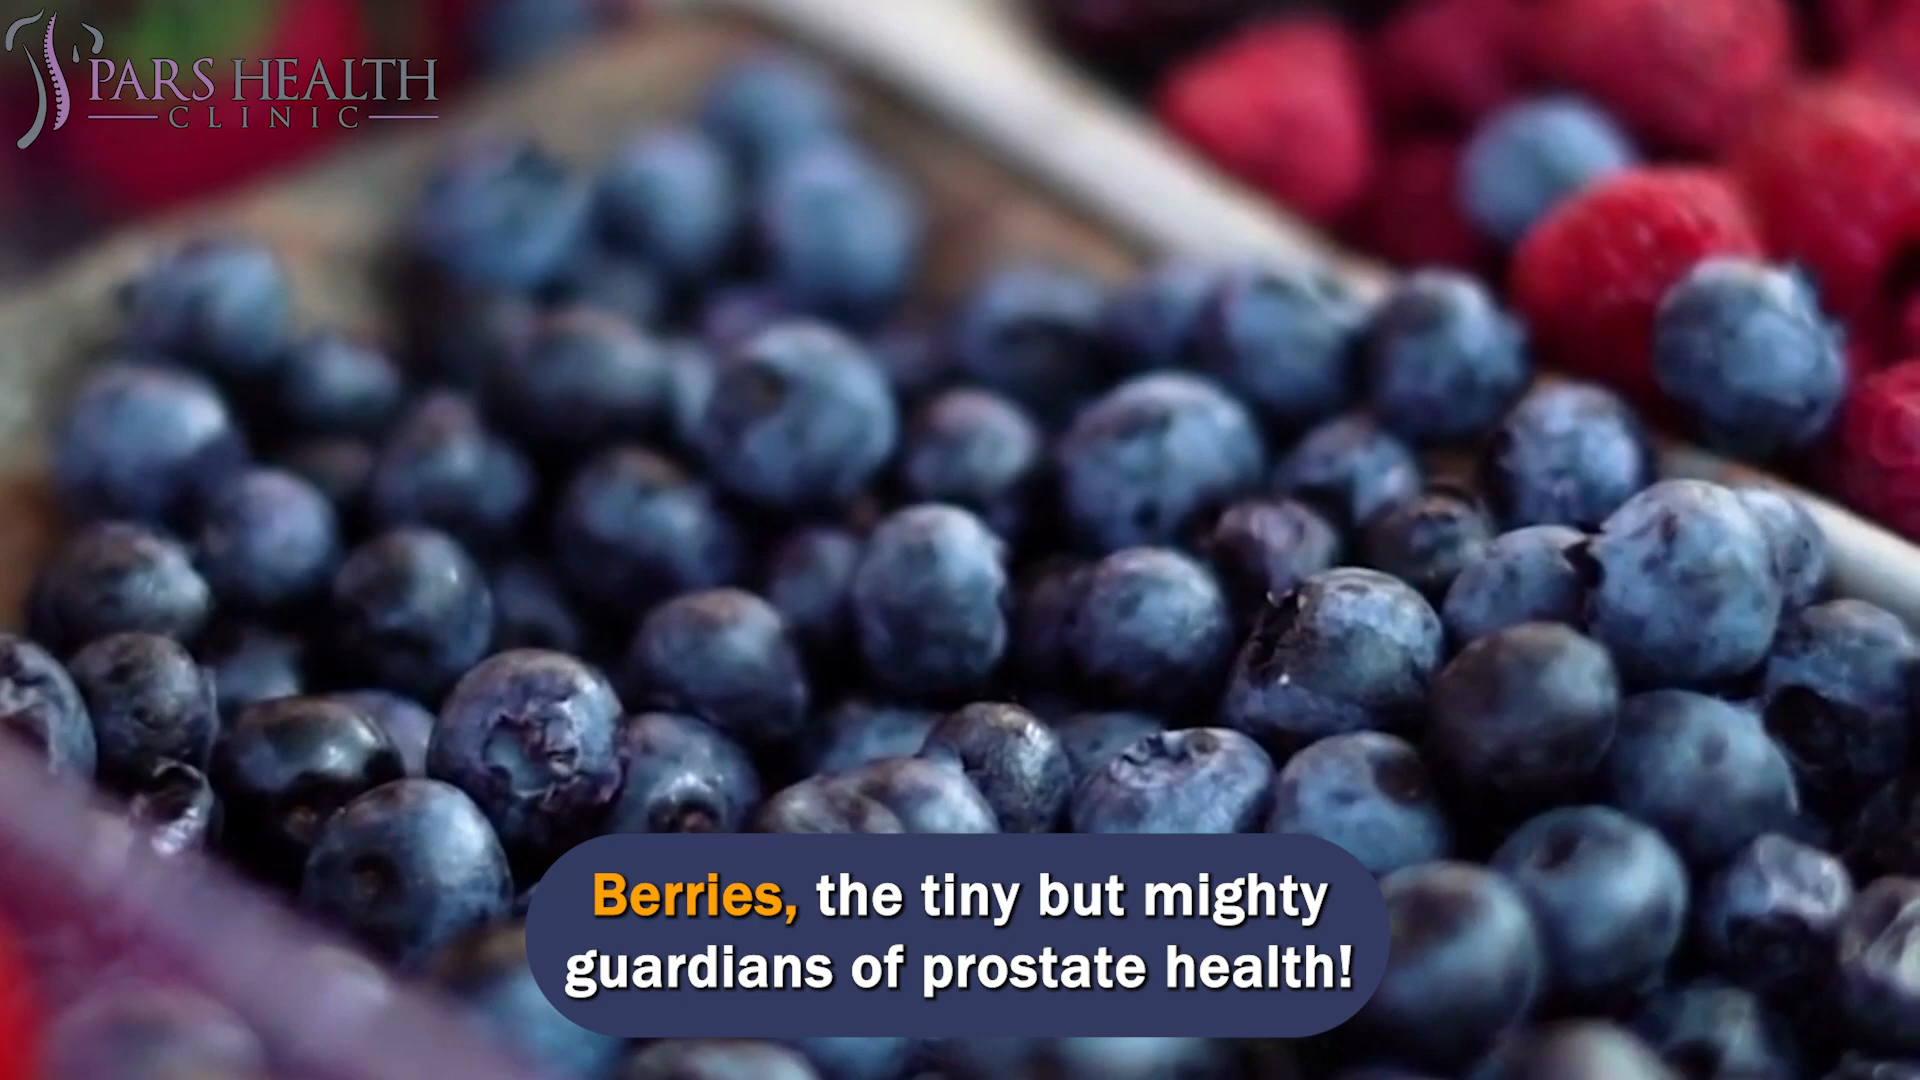 PARS HEALTH
CLINIC
Berries, the tiny but mighty
guardians of prostate health!